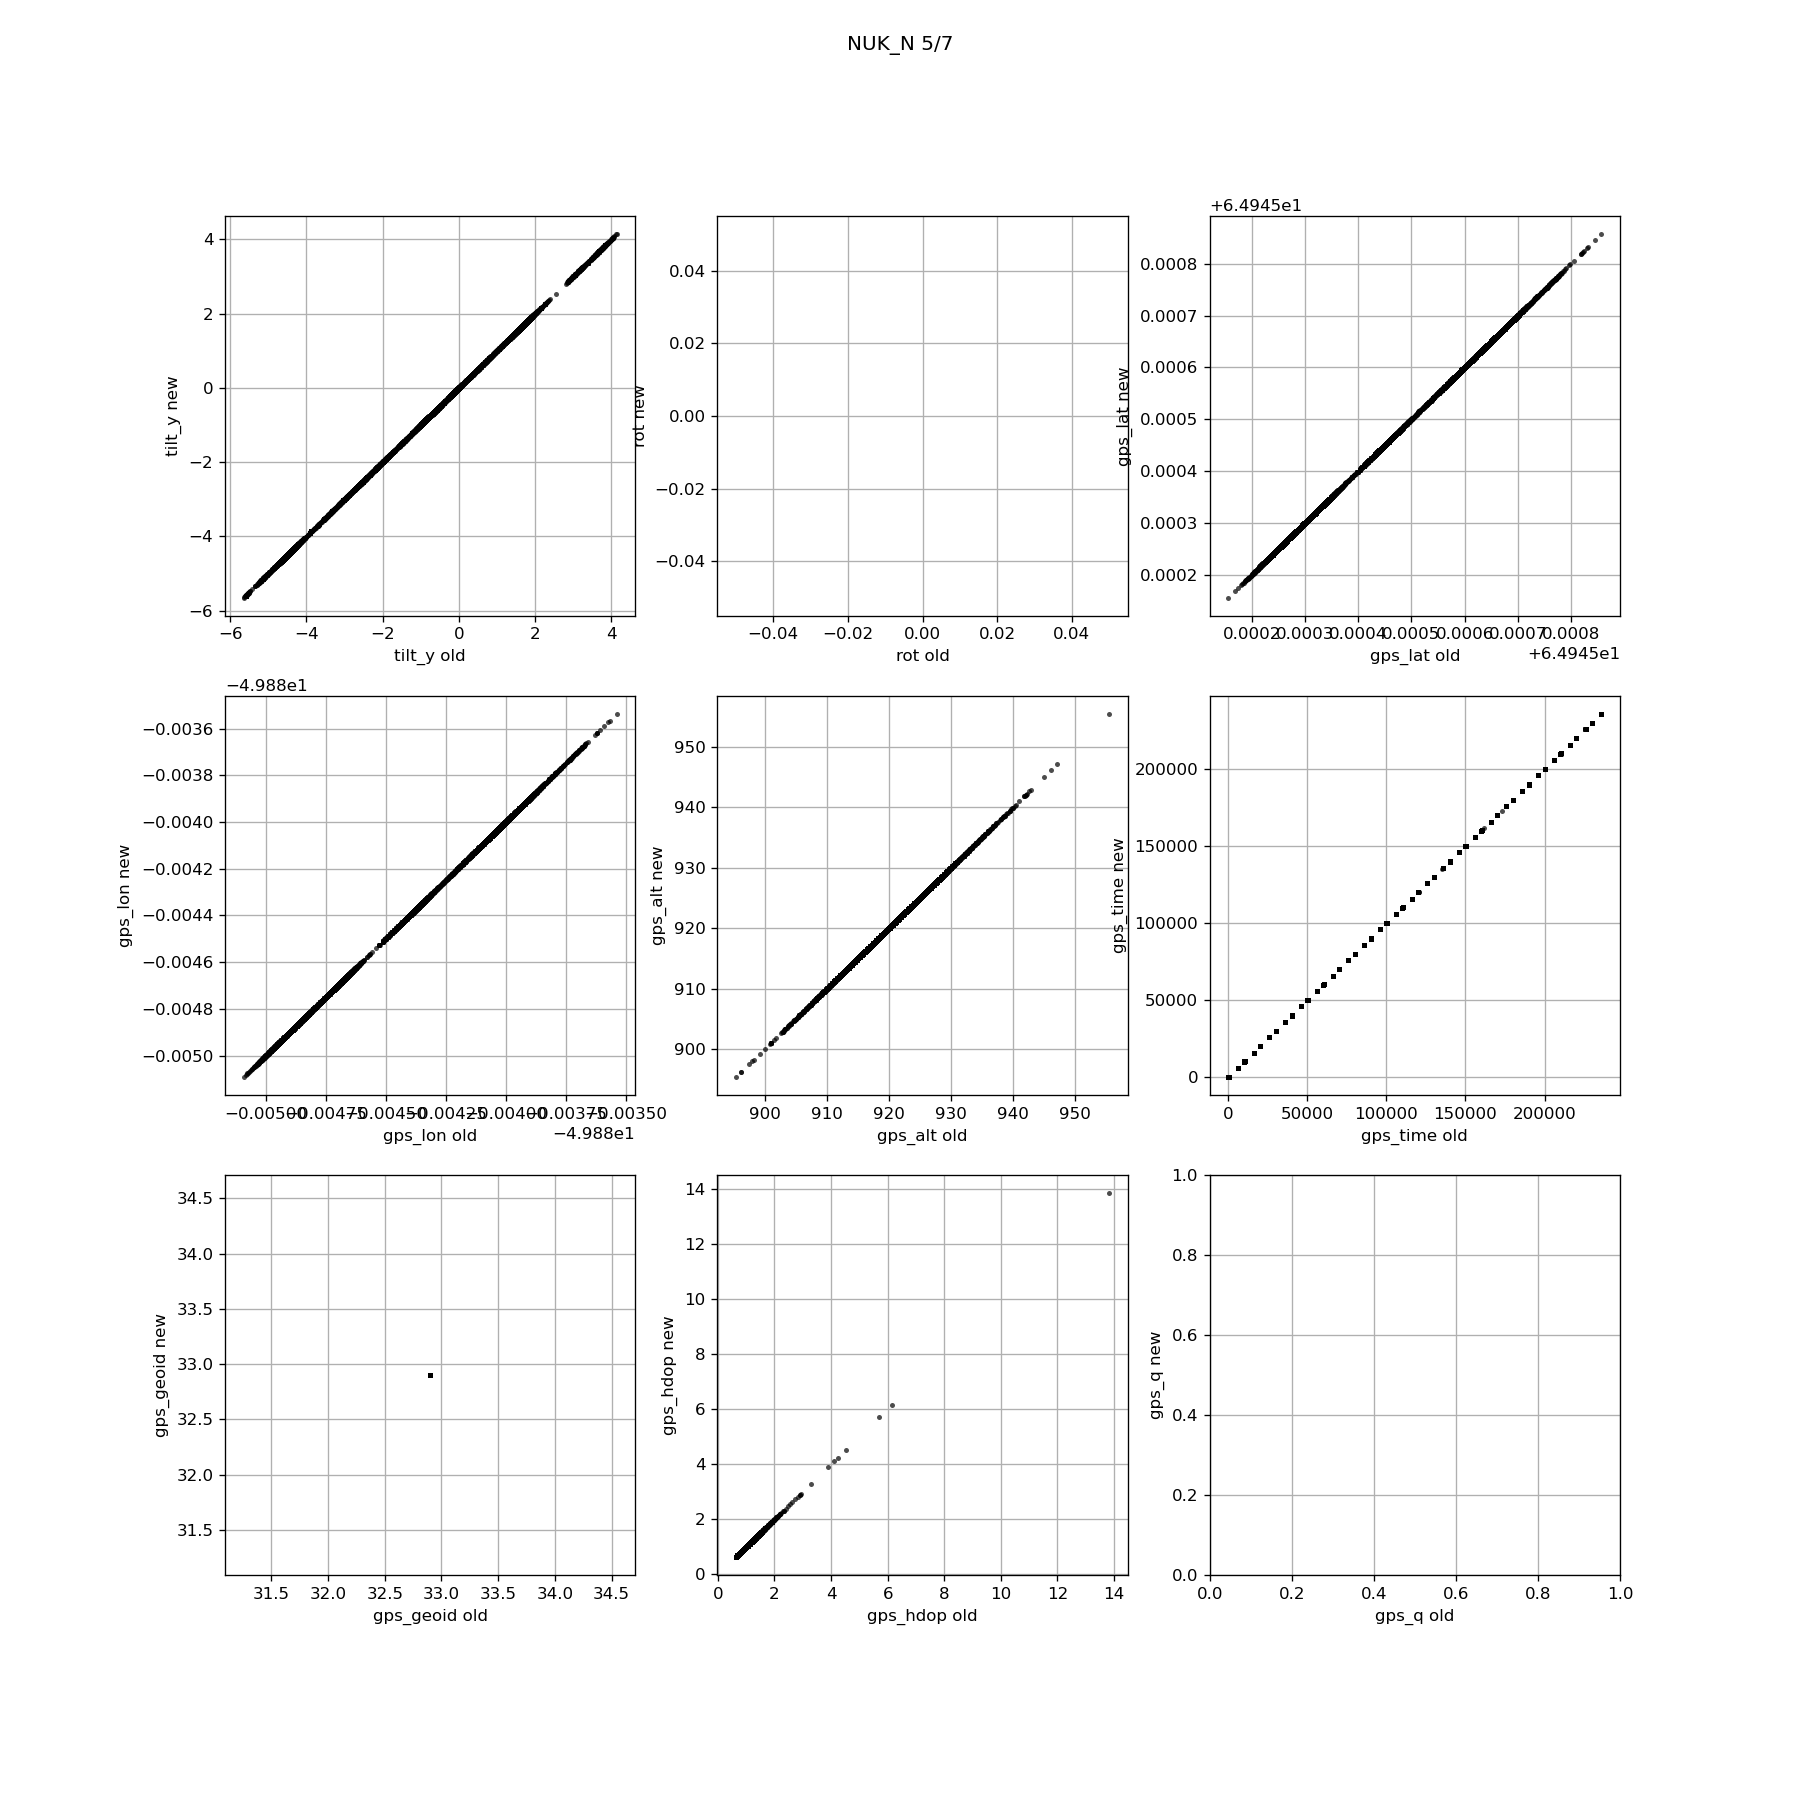 NUK_N 5/7
tilt_y new
4
2
0
−2
−4
−6
−6 −4 −2 0 2 4
tilt_y old
rot new
0.04
0.02
0.00
−0.02
−0.04
−0.04 −0.02 0.00 0.02 0.04
rot old
+6.4945e1
gps_lat new
0.0008
0.0007
0.0006
0.0005
0.0004
0.0003
0.0002
0.0002 0.0003 0.0004 0.0005 0.0006 0.0007 0.0008
gps_lat old
+6.4945e1
−4.988e1
gps_lon new
−0.0036
−0.0038
−0.0040
−0.0042
−0.0044
−0.0046
−0.0048
−0.0050
−0.00500 −0.00475 −0.00450 −0.00425 −0.00400 −0.00375 −0.00350
gps_lon old
−4.988e1
gps_alt new
950
940
930
920
910
900
900 910 920 930 940 950
gps_alt old
gps_time new
200000
150000
100000
50000
0
0 50000 100000 150000 200000
gps_time old
gps_geoid new
34.5
34.0
33.5
33.0
32.5
32.0
31.5
31.5 32.0 32.5 33.0 33.5 34.0 34.5
gps_geoid old
gps_hdop new
14
12
10
8
6
4
2
0
0 2 4 6 8 10 12 14
gps_hdop old
gps_q new
1.0
0.8
0.6
0.4
0.2
0.0
0.0 0.2 0.4 0.6 0.8 1.0
gps_q old